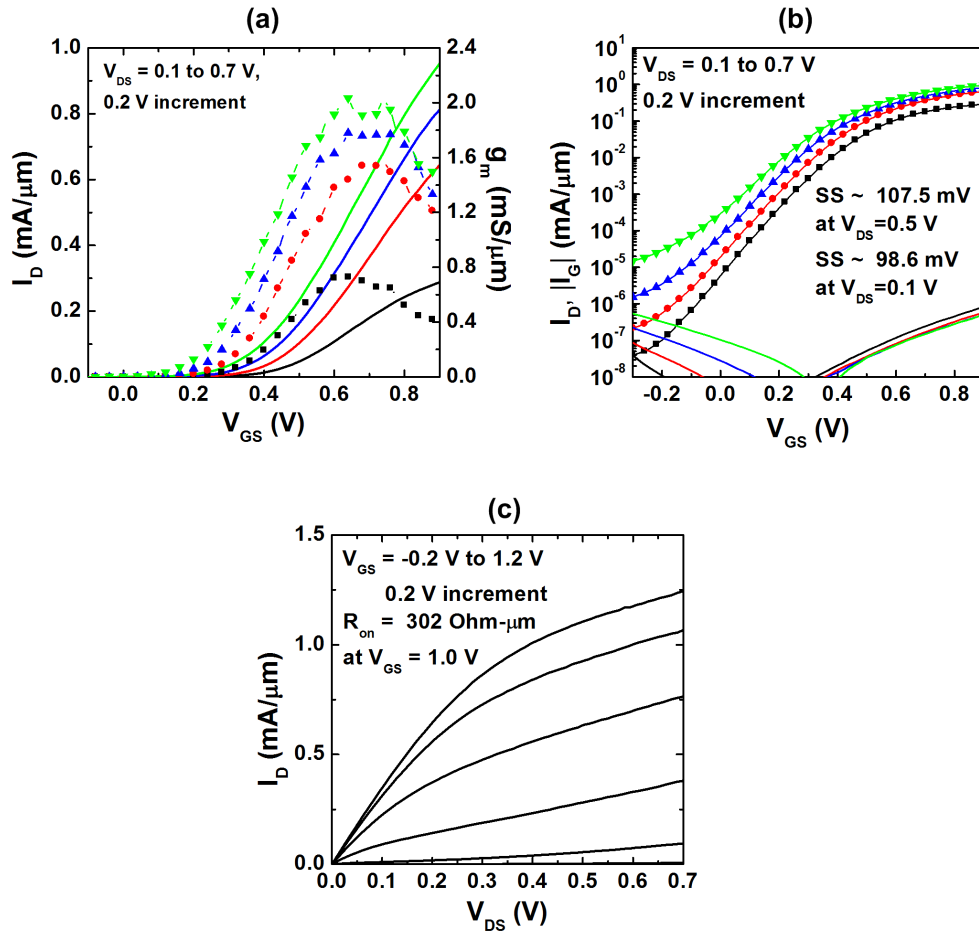 (a)
V_DS = 0.1 to 0.7 V,
0.2 V increment
I_D (mA/μm)
1.0
0.8
0.6
0.4
0.2
0.0
2.4
2.0
1.6
1.2
0.8
0.4
0.0
g_m (mS/μm)
0.0 0.2 0.4 0.6 0.8
V_GS (V)
(b)
V_DS = 0.1 to 0.7 V
0.2 V increment
SS ~ 107.5 mV
at V_DS=0.5 V
SS ~ 98.6 mV
at V_DS=0.1 V
I_D, |I_G| (mA/μm)
10^1
10^0
10^-1
10^-2
10^-3
10^-4
10^-5
10^-6
10^-7
10^-8
-0.2 0.0 0.2 0.4 0.6 0.8
V_GS (V)
(c)
V_GS = -0.2 V to 1.2 V
0.2 V increment
R_on = 302 Ohm-μm
at V_GS = 1.0 V
I_D (mA/μm)
1.5
1.0
0.5
0.0
0.0 0.1 0.2 0.3 0.4 0.5 0.6 0.7
V_DS (V)